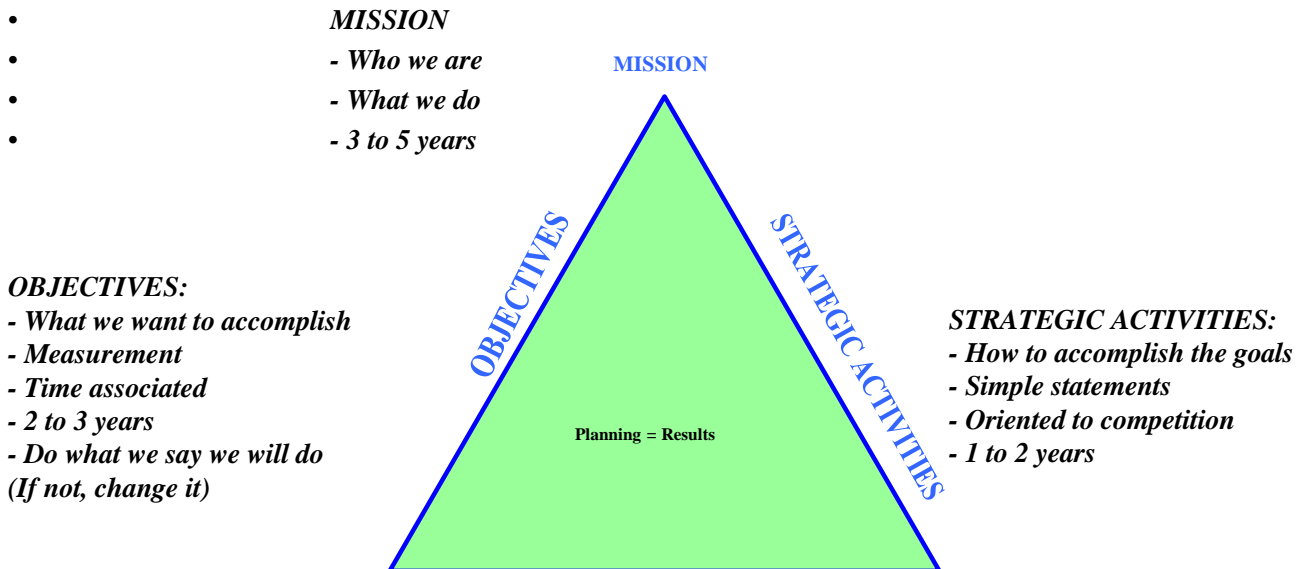 • MISSION
• - Who we are
• - What we do
• - 3 to 5 years
MISSION
OBJECTIVES
STRATEGIC ACTIVITIES
Planning = Results
OBJECTIVES:
- What we want to accomplish
- Measurement
- Time associated
- 2 to 3 years
- Do what we say we will do
(If not, change it)
STRATEGIC ACTIVITIES:
- How to accomplish the goals
- Simple statements
- Oriented to competition
- 1 to 2 years